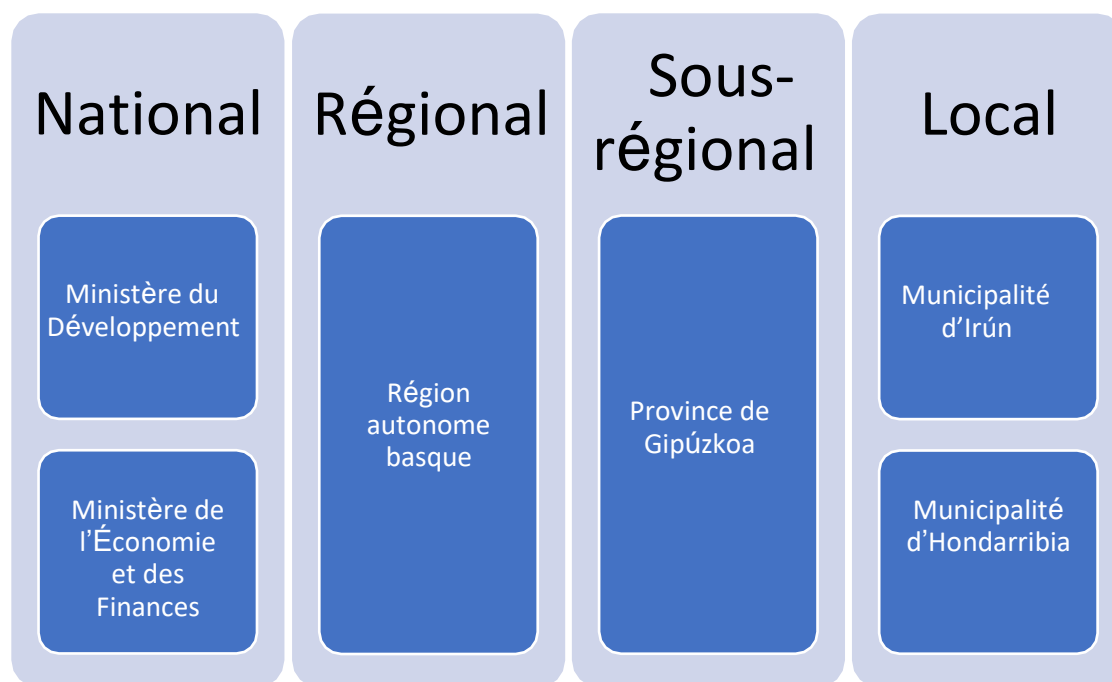 National
Ministère du
Développement
Ministère de
l'Économie
et des
Finances
Régional
Région
autonome
basque
Sous-
régional
Province de
Gipúzkoa
Local
Municipalité
d’Irún
Municipalité
d’Hondarribia